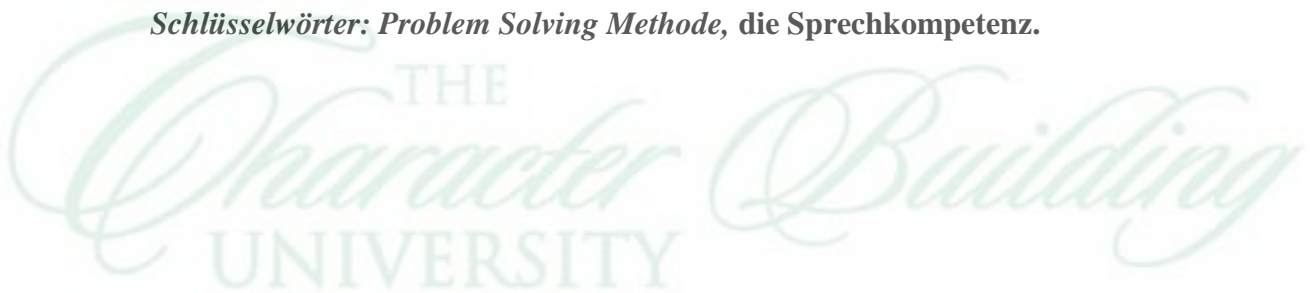 Schlüsselwörter: Problem Solving Methode, die Sprechkompetenz.
THE
Character Building
UNIVERSITY